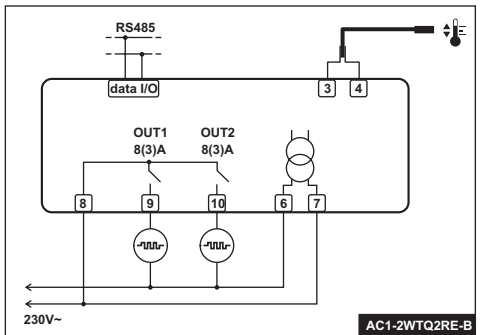 RS485
data I/O
3 4
OUT1 OUT2
8(3)A 8(3)A
8 9 10 6 7
230V~
AC1-2WTQ2RE-B